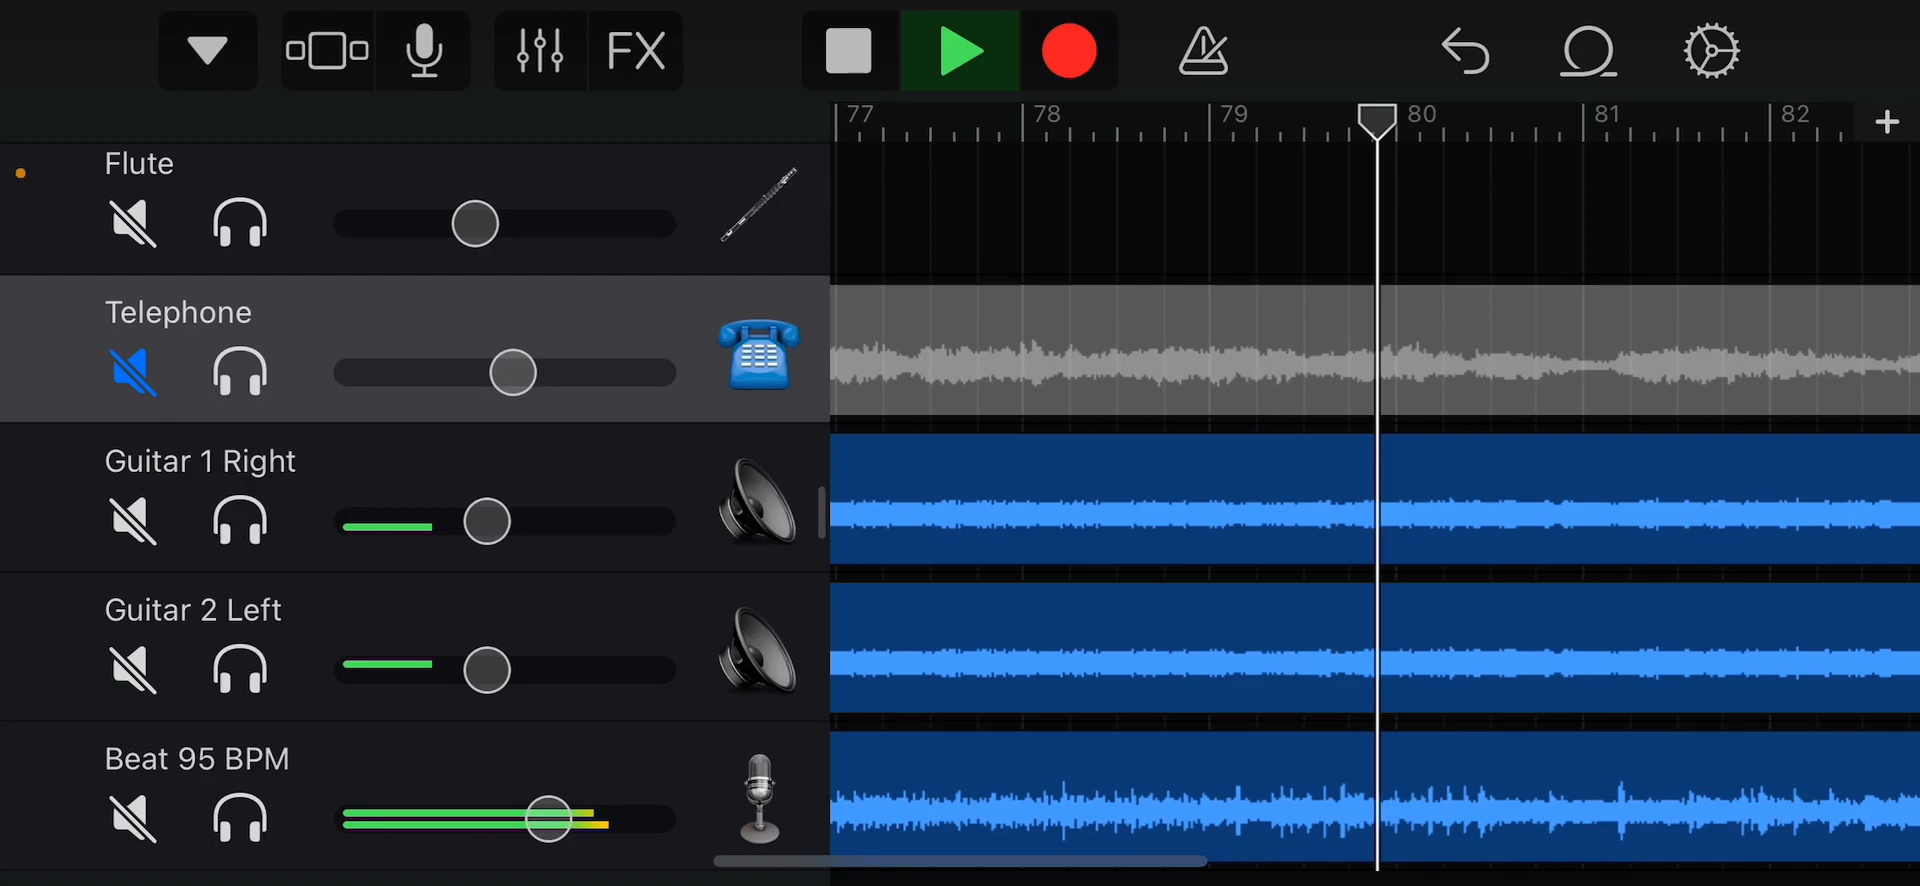 FX
77 78 79 80 81 82 +
Flute
Telephone
Guitar 1 Right
Guitar 2 Left
Beat 95 BPM